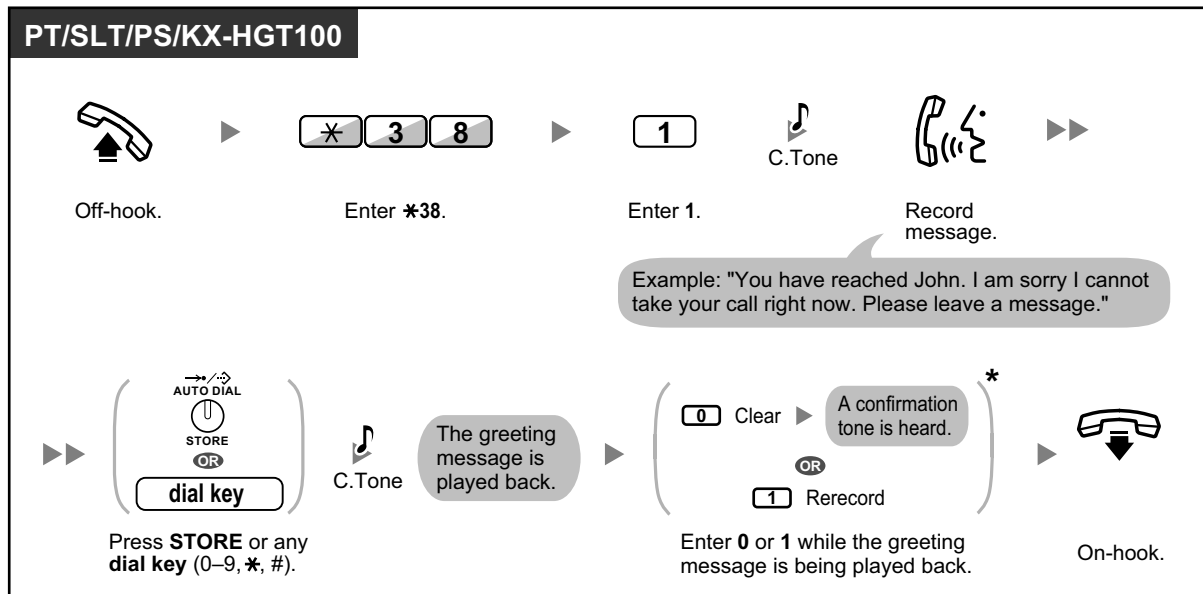 PT/SLT/PS/KX-HGT100
* 3 8
1
C.Tone
Off-hook.
Enter *38.
Enter 1.
Record
message.
Example: "You have reached John. I am sorry I cannot
take your call right now. Please leave a message."
AUTO DIAL
STORE
OR
dial key
C.Tone
The greeting
message is
played back.
0 Clear
A confirmation
tone is heard.
*
OR
1 Rerecord
Press STORE or any
dial key (0–9, *, #).
Enter 0 or 1 while the greeting
message is being played back.
On-hook.